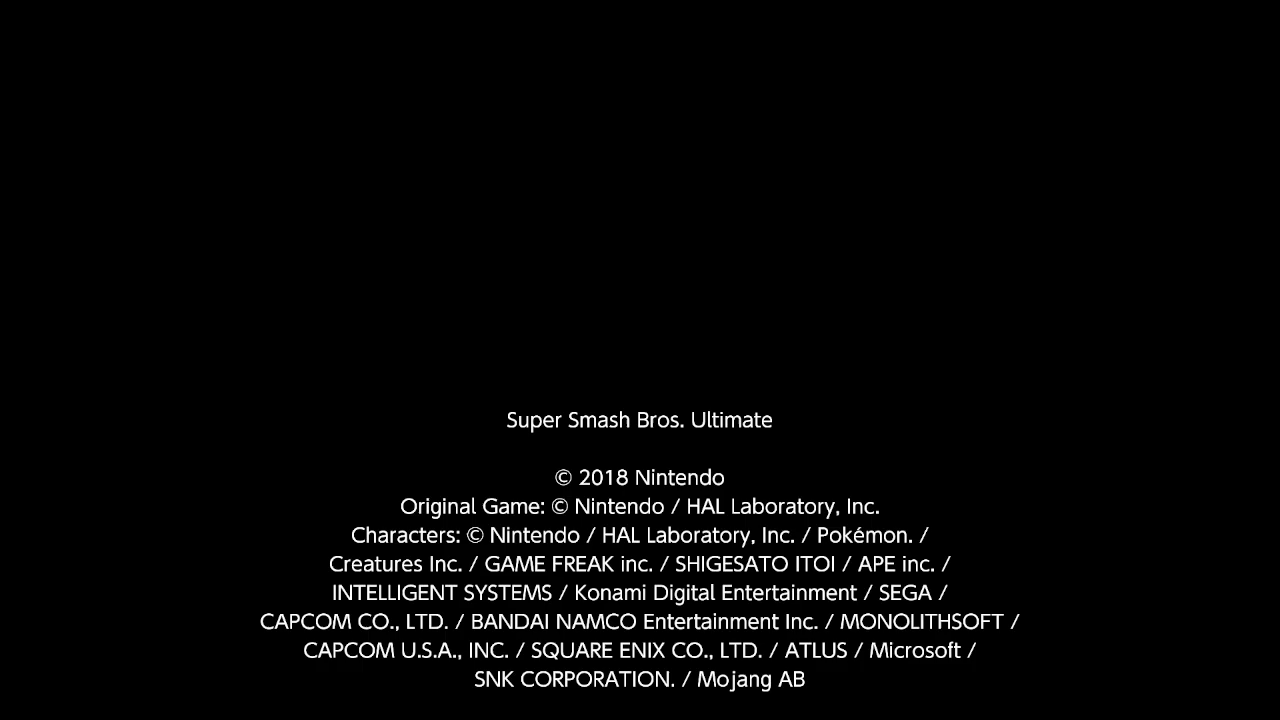 Super Smash Bros. Ultimate
© 2018 Nintendo
Original Game: © Nintendo / HAL Laboratory, Inc.
Characters: © Nintendo / HAL Laboratory, Inc. / Pokémon. /
Creatures Inc. / GAME FREAK inc. / SHIGESATO ITOI / APE inc. /
INTELLIGENT SYSTEMS / Konami Digital Entertainment / SEGA /
CAPCOM CO., LTD. / BANDAI NAMCO Entertainment Inc. / MONOLITHSOFT /
CAPCOM U.S.A., INC. / SQUARE ENIX CO., LTD. / ATLUS / Microsoft /
SNK CORPORATION. / Mojang AB